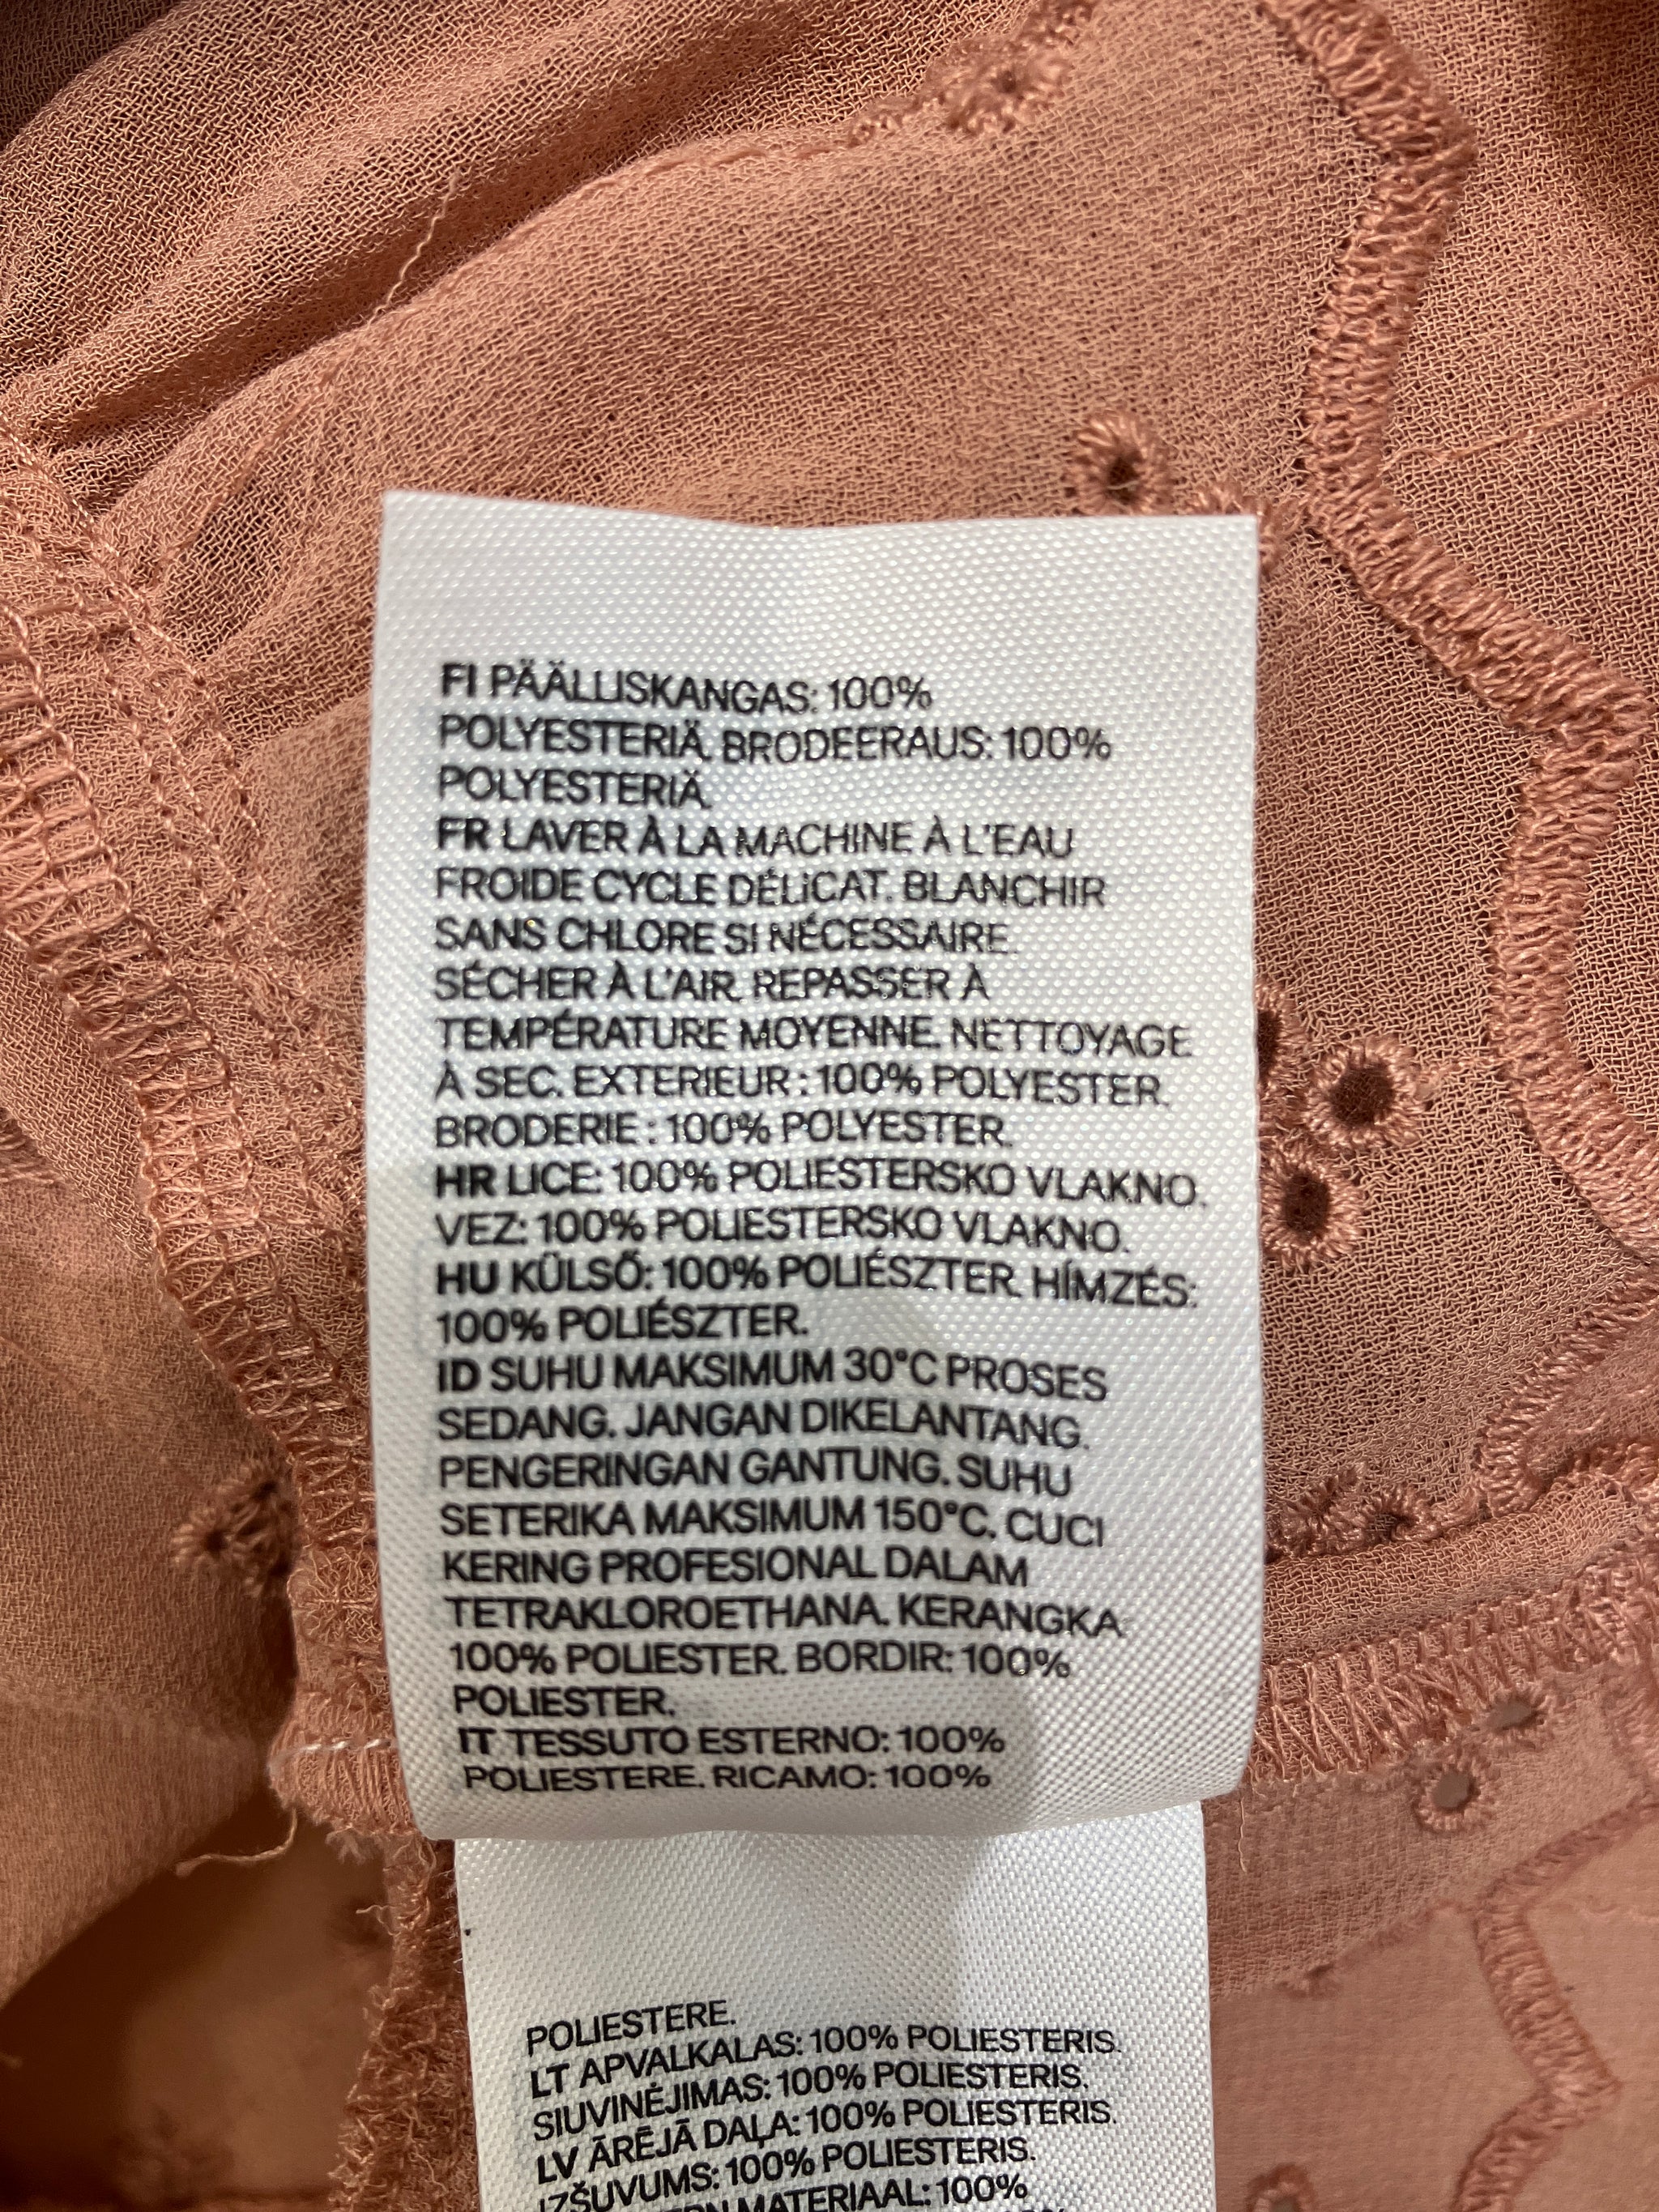 FI PÄÄLLISKANGAS: 100%
POLYESTERIÄ. BRODEERAUS: 100%
POLYESTERIÄ.
FR LAVER À LA MACHINE À L'EAU
FROIDE CYCLE DÉLICAT. BLANCHIR
SANS CHLORE SI NÉCESSAIRE.
SÉCHER À L'AIR. REPASSER À
TEMPÉRATURE MOYENNE. NETTOYAGE
À SEC. EXTERIEUR : 100% POLYESTER.
BRODERIE : 100% POLYESTER.
HR LICE: 100% POLIESTERSKO VLAKNO.
VEZ: 100% POLIESTERSKO VLAKNO.
HU KÜLSŐ: 100% POLIÉSZTER. HÍMZÉS:
100% POLIÉSZTER.
ID SUHU MAKSIMUM 30°C PROSES
SEDANG. JANGAN DIKELANTANG.
PENGERINGAN GANTUNG. SUHU
SETERIKA MAKSIMUM 150°C. CUCI
KERING PROFESIONAL DALAM
TETRAKLOROETHANA. KERANGKA
100% POLIESTER. BORDIR: 100%
POLIESTER.
IT TESSUTO ESTERNO: 100%
POLIESTERE. RICAMO: 100%
POLIESTERE.
LT APVALKALAS: 100% POLIESTERIS.
SIUVINĖJIMAS: 100% POLIESTERIS.
LV ĀRĒJĀ DAĻA: 100% POLIESTERIS.
IZŠUVUMS: 100% POLIESTERIS.
MATERIAAL: 100%